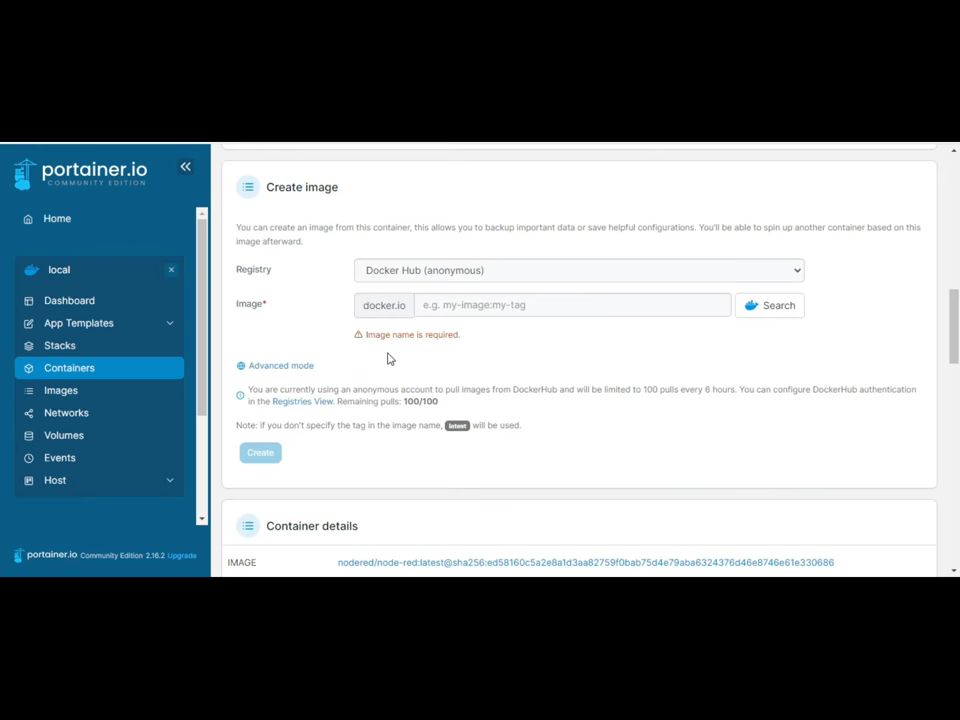 portainer.io
COMMUNITY EDITION
Home
local
Dashboard
App Templates
Stacks
Containers
Images
Networks
Volumes
Events
Host
portainer.io Community Edition 2.16.2 Upgrade
Create image
You can create an image from this container, this allows you to backup important data or save helpful configurations. You'll be able to spin up another container based on
this image afterward.
Registry
Docker Hub (anonymous)
Image*
docker.io
e.g. my-image:my-tag
Search
Image name is required.
Advanced mode
You are currently using an anonymous account to pull images from DockerHub and will be limited to 100 pulls every 6 hours. You can configure DockerHub authentication
in the Registries View. Remaining pulls: 100/100
Note: if you don't specify the tag in the image name, latest will be used.
Create
Container details
IMAGE
nodered/node-red:latest@sha256:ed58160c5a2e8a1d3aa82759f0bab75d4e79aba6324376d46e8746e61e330686